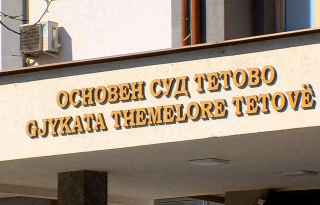 ОСНОВЕН СУД ТЕТОВО
GJYKATA THEMELORE TETOVË